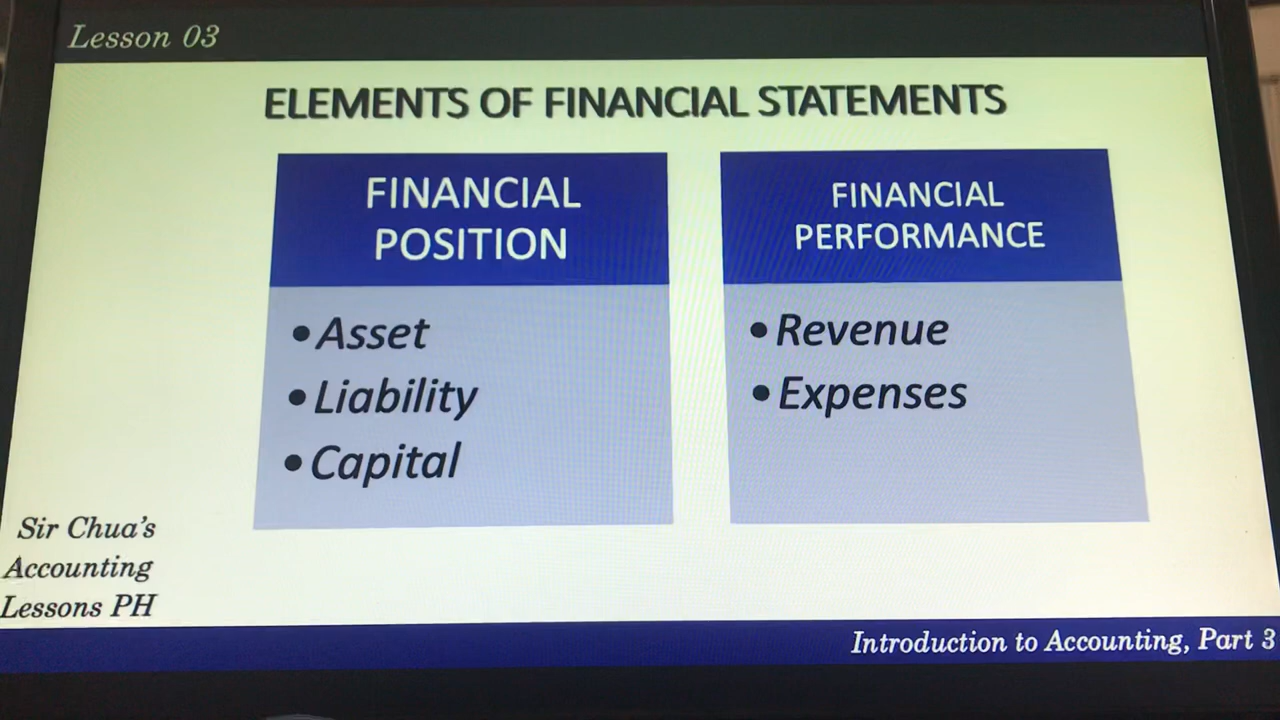 Lesson 03
ELEMENTS OF FINANCIAL STATEMENTS
FINANCIAL
POSITION
• Asset
• Liability
• Capital
FINANCIAL
PERFORMANCE
• Revenue
• Expenses
Sir Chua's
Accounting
Lessons PH
Introduction to Accounting, Part 3